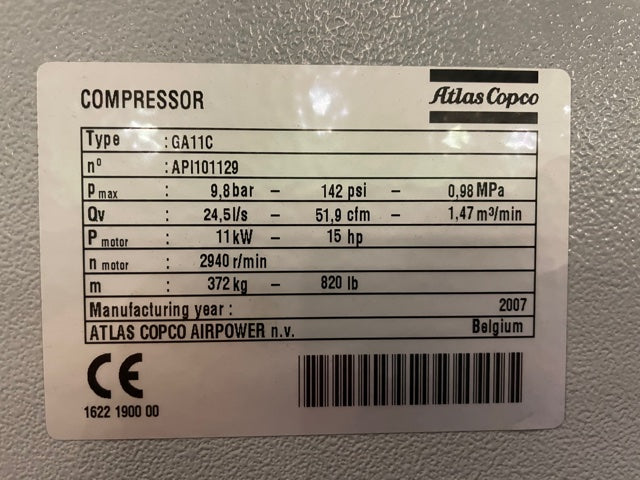 COMPRESSOR
Atlas Copco
Type : GA11C
nº : API101129
P max : 9,8 bar – 142 psi – 0,98 MPa
Qv : 24,5 l/s – 51,9 cfm – 1,47 m³/min
P motor : 11 kW – 15 hp
n motor : 2940 r/min
m : 372 kg – 820 lb
Manufacturing year : 2007
ATLAS COPCO AIRPOWER n.v. Belgium
CE
1622 1900 00